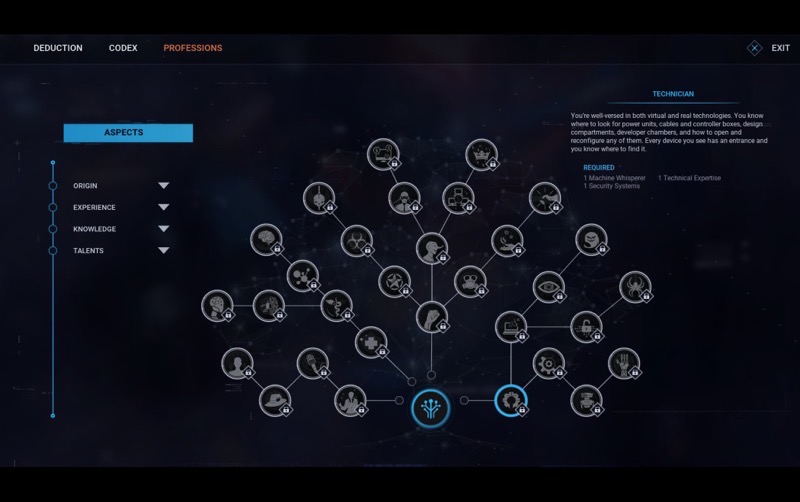 DEDUCTION CODEX PROFESSIONS EXIT
TECHNICIAN
You're well-versed in both virtual and real technologies. You know
where to look for power units, cables and controller boxes, design
compartments, developer chambers, and how to open and
reconfigure any of them. Every device you see has an entrance and
you know where to find it.
ASPECTS
REQUIRED
1 Machine Whisperer 1 Technical Expertise
1 Security Systems
ORIGIN
EXPERIENCE
KNOWLEDGE
TALENTS